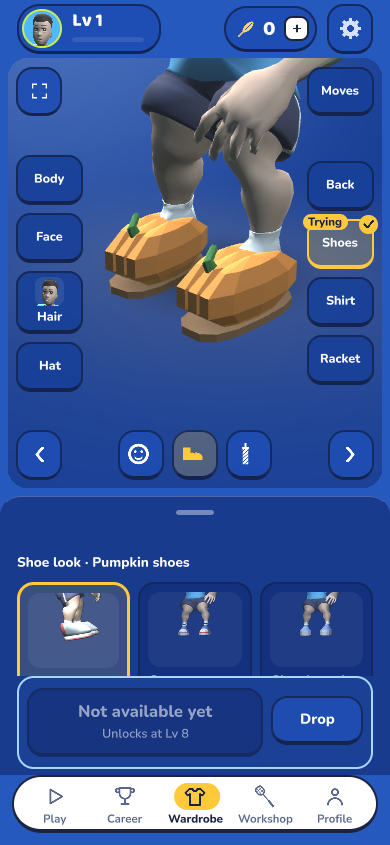 Lv 1
0
+
Moves
Body
Back
Face
Trying
Shoes
Hair
Shirt
Hat
Racket
Shoe look · Pumpkin shoes
Not available yet
Unlocks at Lv 8
Drop
Play
Career
Wardrobe
Workshop
Profile